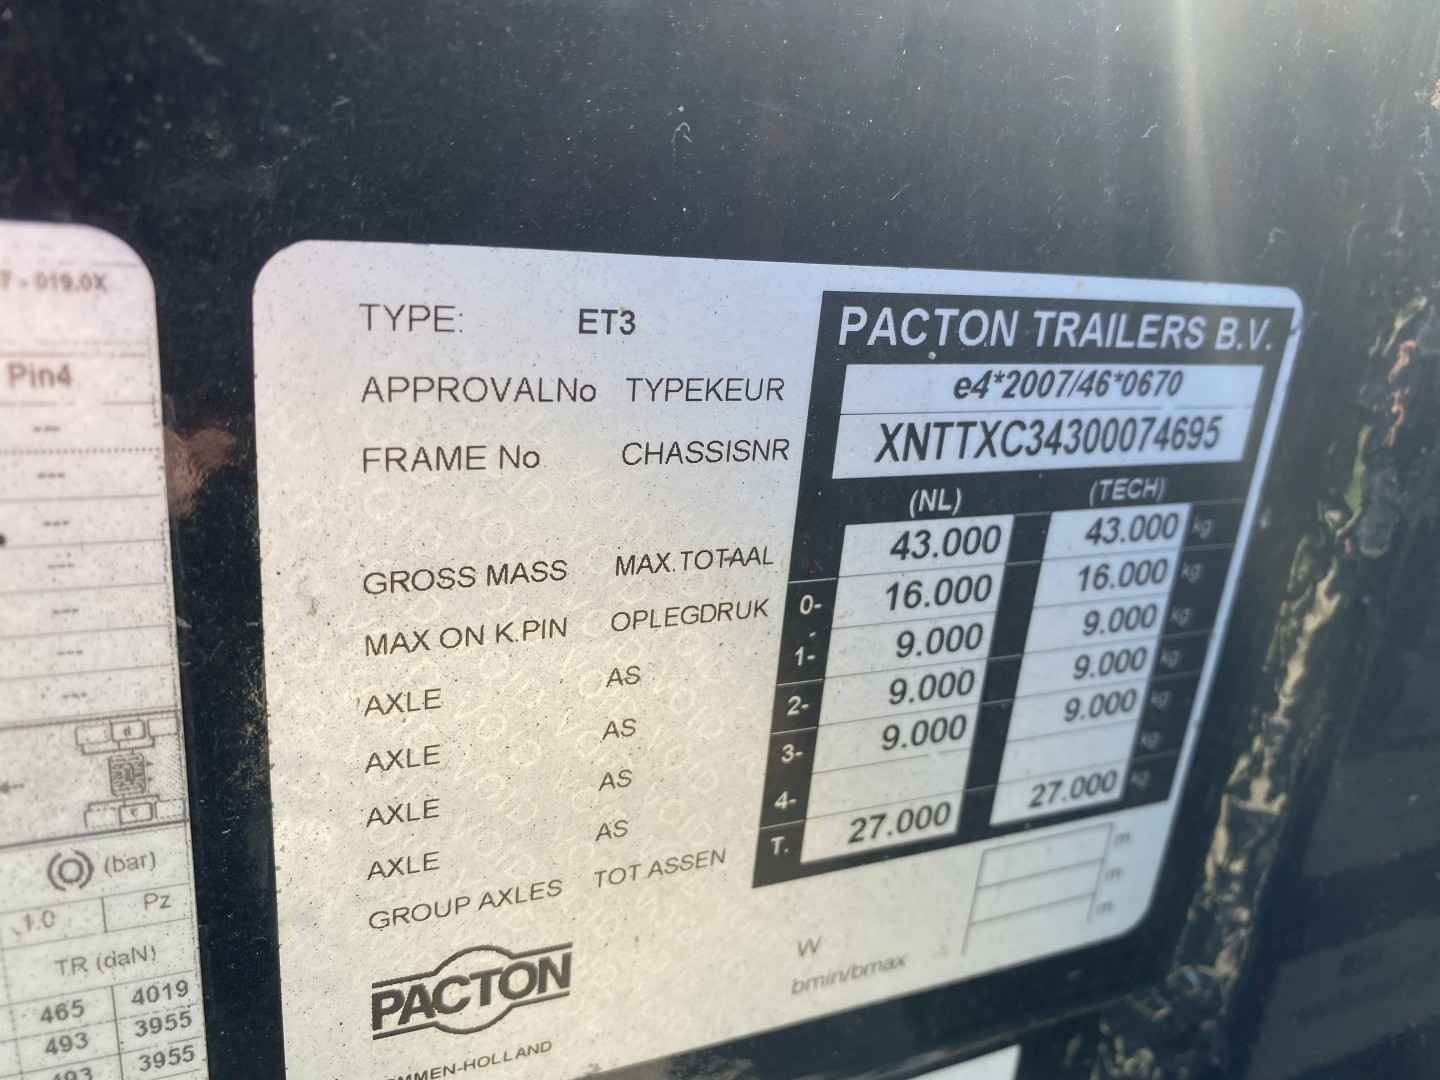 019.0X
Pin4
---
---
---
---
---
---
---
(bar)
1.0 Pz
TR (daN)
465 4019
493 3955
493 3955
TYPE: ET3
PACTON TRAILERS B.V.
APPROVALNo TYPEKEUR e4*2007/46*0670
FRAME No CHASSISNR XNTTXC34300074695
(NL) (TECH)
GROSS MASS MAX.TOTAAL 43.000 43.000 kg
MAX ON K.PIN OPLEGDRUK 0- 16.000 16.000 kg
AXLE AS 1- 9.000 9.000 kg
AXLE AS 2- 9.000 9.000 kg
AXLE AS 3- 9.000 9.000 kg
AXLE AS 4- kg
GROUP AXLES TOT ASSEN T. 27.000 27.000 kg
m
W m
bmin/bmax m
PACTON
MMEN-HOLLAND